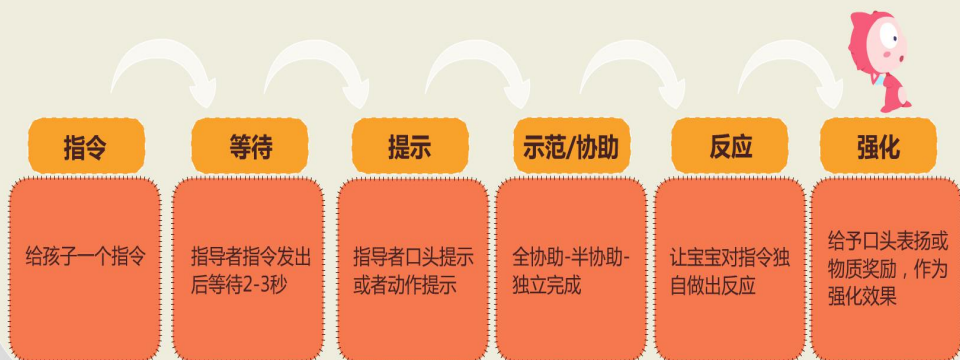 指令
给孩子一个指令
等待
指导者指令发出
后等待2-3秒
提示
指导者口头提示
或者动作提示
示范/协助
全协助-半协助-
独立完成
反应
让宝宝对指令独
自做出反应
强化
给予口头表扬或
物质奖励，作为
强化效果